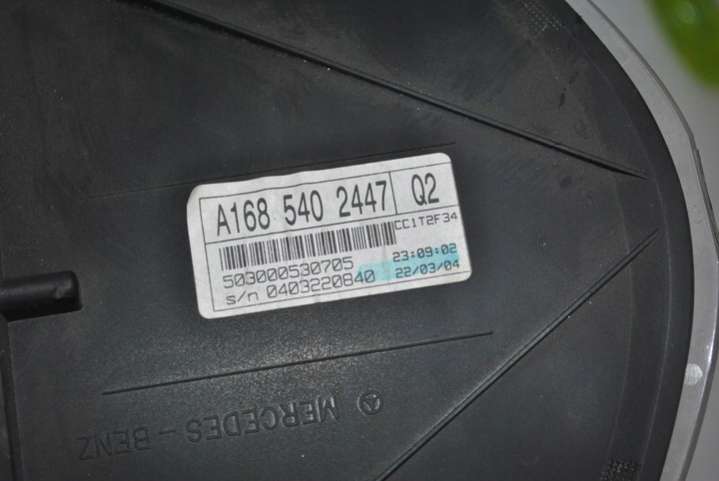 A168 540 2447 Q2
CC1T2F34
503000530705 23:09:02
s/n 0403220840 22/03/04
MERCEDES - BENZ